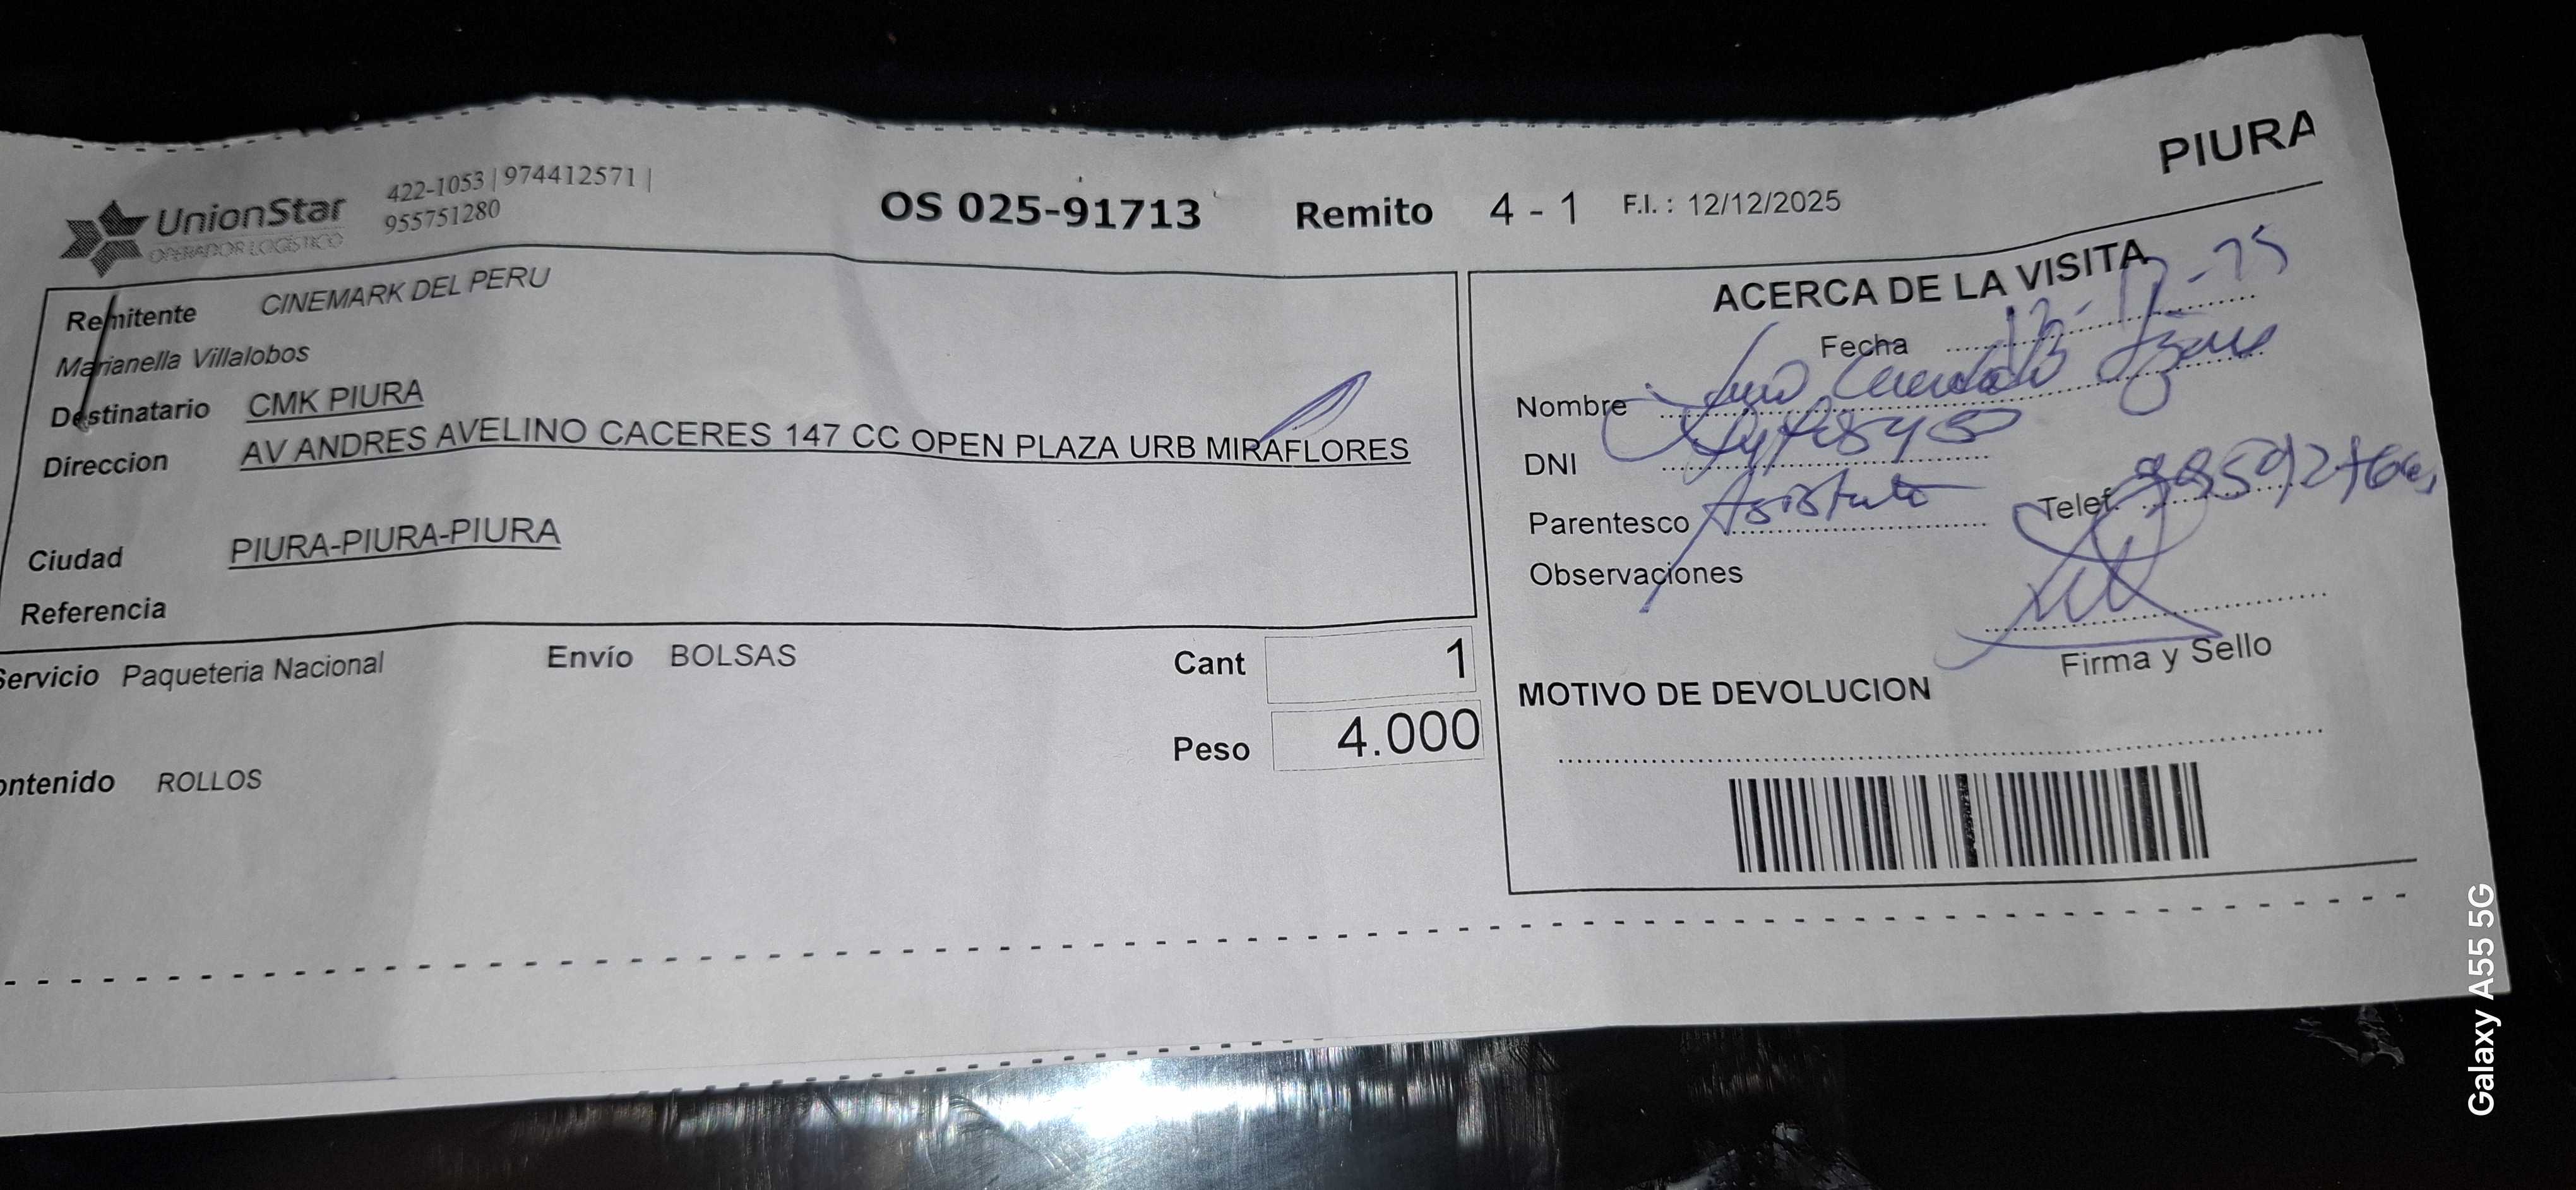 PIURA
UnionStar
OPERADOR LOGÍSTICO
422-1053 | 974412571 |
955751280
OS 025-91713 Remito 4 - 1 F.I. : 12/12/2025
Remitente CINEMARK DEL PERU
Marianella Villalobos
Destinatario CMK PIURA
Direccion AV ANDRES AVELINO CACERES 147 CC OPEN PLAZA URB MIRAFLORES
Ciudad PIURA-PIURA-PIURA
Referencia
Servicio Paqueteria Nacional Envío BOLSAS
Cant 1
Peso 4.000
ontenido ROLLOS
ACERCA DE LA VISITA
Fecha
Nombre
DNI
Parentesco Asistente
Telef.
Observaciones
Firma y Sello
MOTIVO DE DEVOLUCION
Galaxy A55 5G